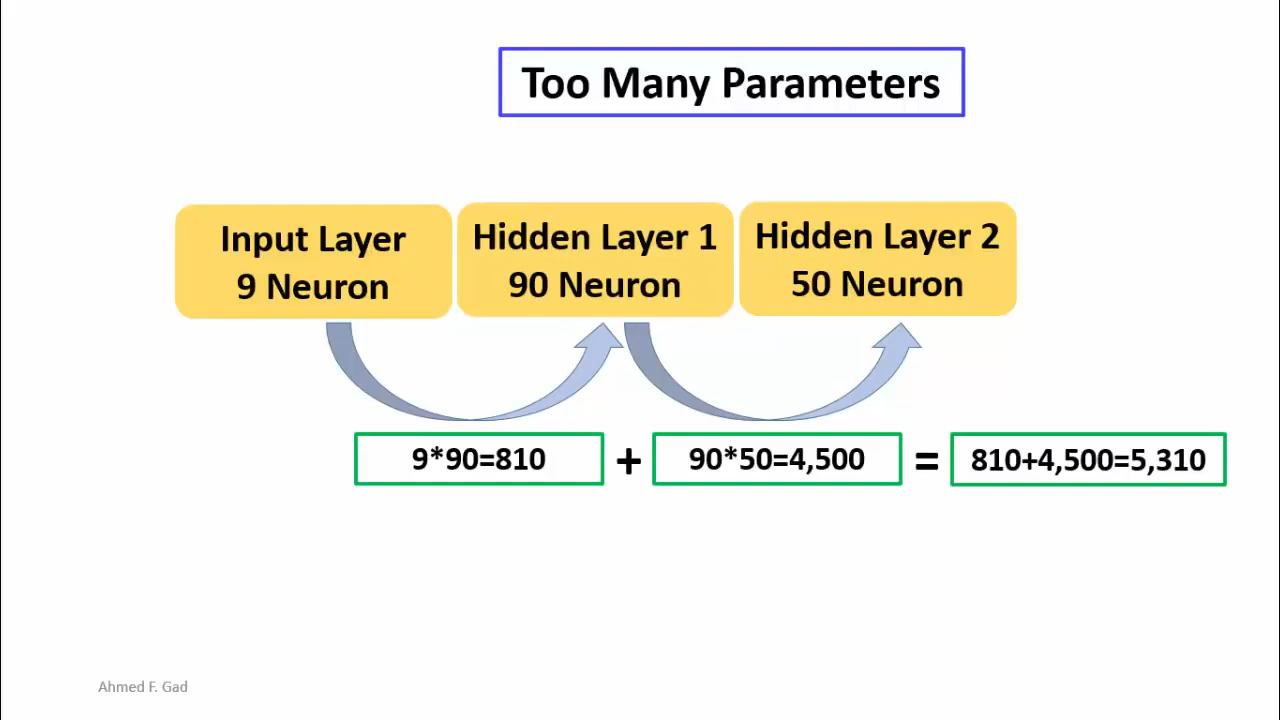 Too Many Parameters
Input Layer
9 Neuron
Hidden Layer 1
90 Neuron
Hidden Layer 2
50 Neuron
9*90=810
+
90*50=4,500
=
810+4,500=5,310
Ahmed F. Gad